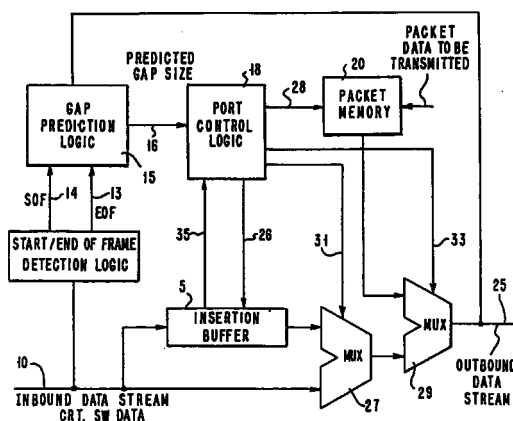 PREDICTED
GAP SIZE
18
20
PACKET
DATA TO BE
TRANSMITTED
GAP
PREDICTION
LOGIC
15
16
PORT
CONTROL
LOGIC
28
PACKET
MEMORY
SOF
14
13
EOF
35
26
31
33
START/END OF FRAME
DETECTION LOGIC
5
INSERTION
BUFFER
MUX
27
MUX
29
25
OUTBOUND
DATA
STREAM
10
INBOUND DATA STREAM
CRT. SW DATA